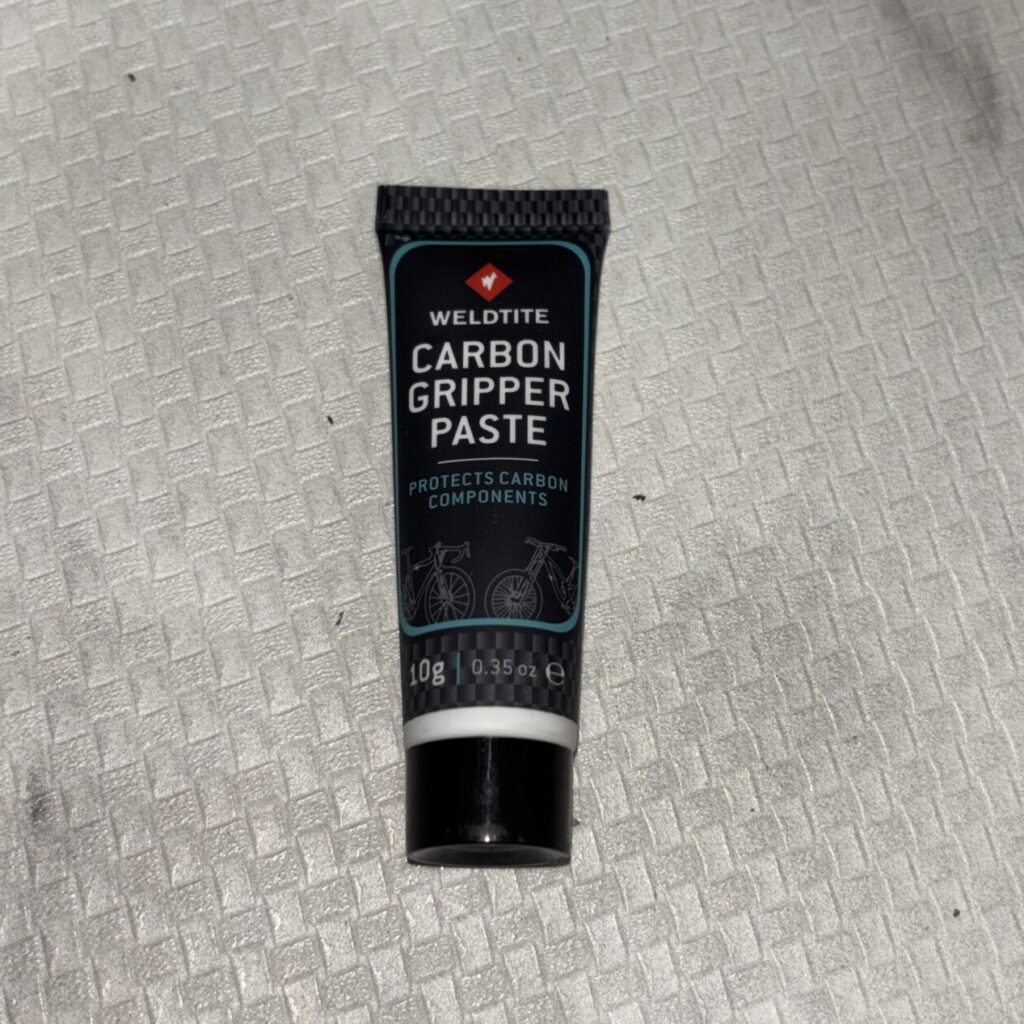 WELDTITE
CARBON
GRIPPER
PASTE
PROTECTS CARBON
COMPONENTS
10g | 0.35 oz ℮